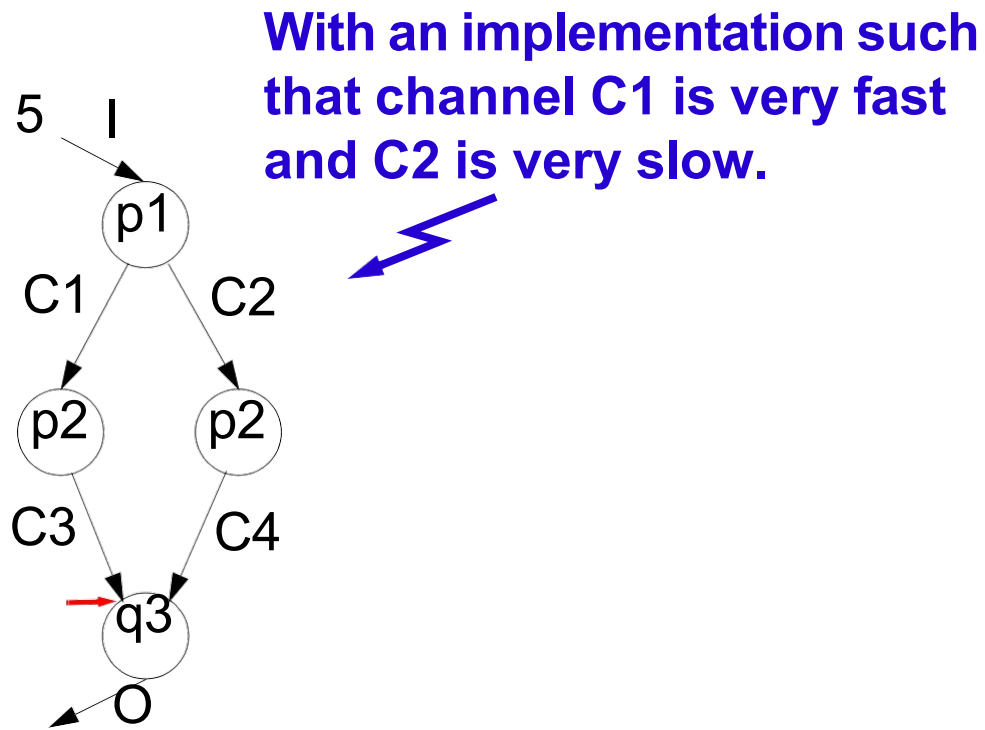 With an implementation such
that channel C1 is very fast
and C2 is very slow.
5 I
p1
C1 C2
p2 p2
C3 C4
q3
O